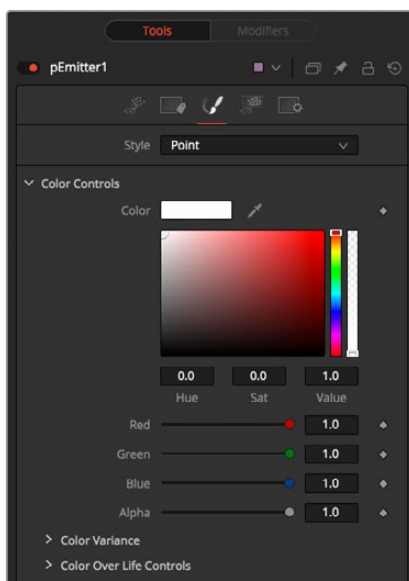 Tools Modifiers
pEmitter1
Style Point
Color Controls
Color
0.0 0.0 1.0
Hue Sat Value
Red 1.0
Green 1.0
Blue 1.0
Alpha 1.0
Color Variance
Color Over Life Controls